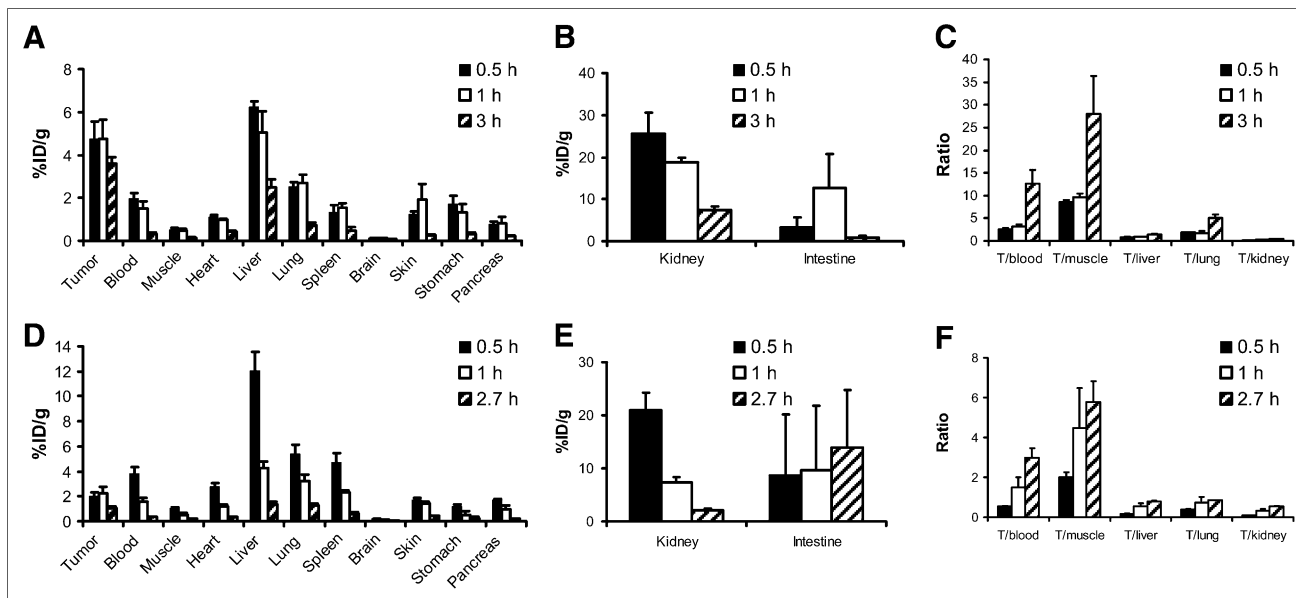 A
%ID/g
8
6
4
2
0
0.5 h
1 h
3 h
Tumor
Blood
Muscle
Heart
Liver
Lung
Spleen
Brain
Skin
Stomach
Pancreas
B
%ID/g
40
30
20
10
0
0.5 h
1 h
3 h
Kidney
Intestine
C
Ratio
40
35
30
25
20
15
10
5
0
0.5 h
1 h
3 h
T/blood
T/muscle
T/liver
T/lung
T/kidney
D
%ID/g
14
12
10
8
6
4
2
0
0.5 h
1 h
2.7 h
Tumor
Blood
Muscle
Heart
Liver
Lung
Spleen
Brain
Skin
Stomach
Pancreas
E
%ID/g
30
20
10
0
0.5 h
1 h
2.7 h
Kidney
Intestine
F
Ratio
8
6
4
2
0
0.5 h
1 h
2.7 h
T/blood
T/muscle
T/liver
T/lung
T/kidney